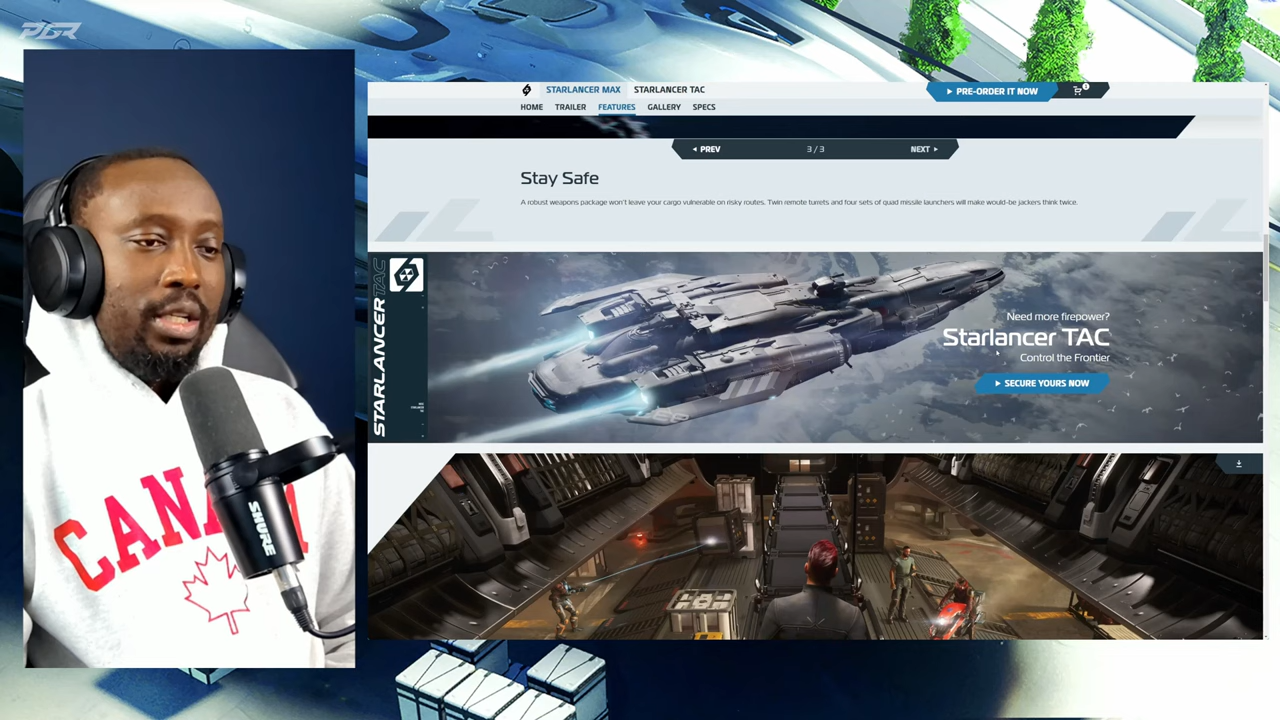 PGR
STARLANCER MAX STARLANCER TAC
PRE-ORDER IT NOW
HOME TRAILER FEATURES GALLERY SPECS
PREV 3 / 3 NEXT
Stay Safe
A robust weapons package won't leave your cargo vulnerable on risky routes. Twin remote turrets and four sets of quad missile launchers will make would-be jackers think twice.
STARLANCER TAC
Need more firepower?
Starlancer TAC
Control the Frontier
SECURE YOURS NOW
CANA
SHURE